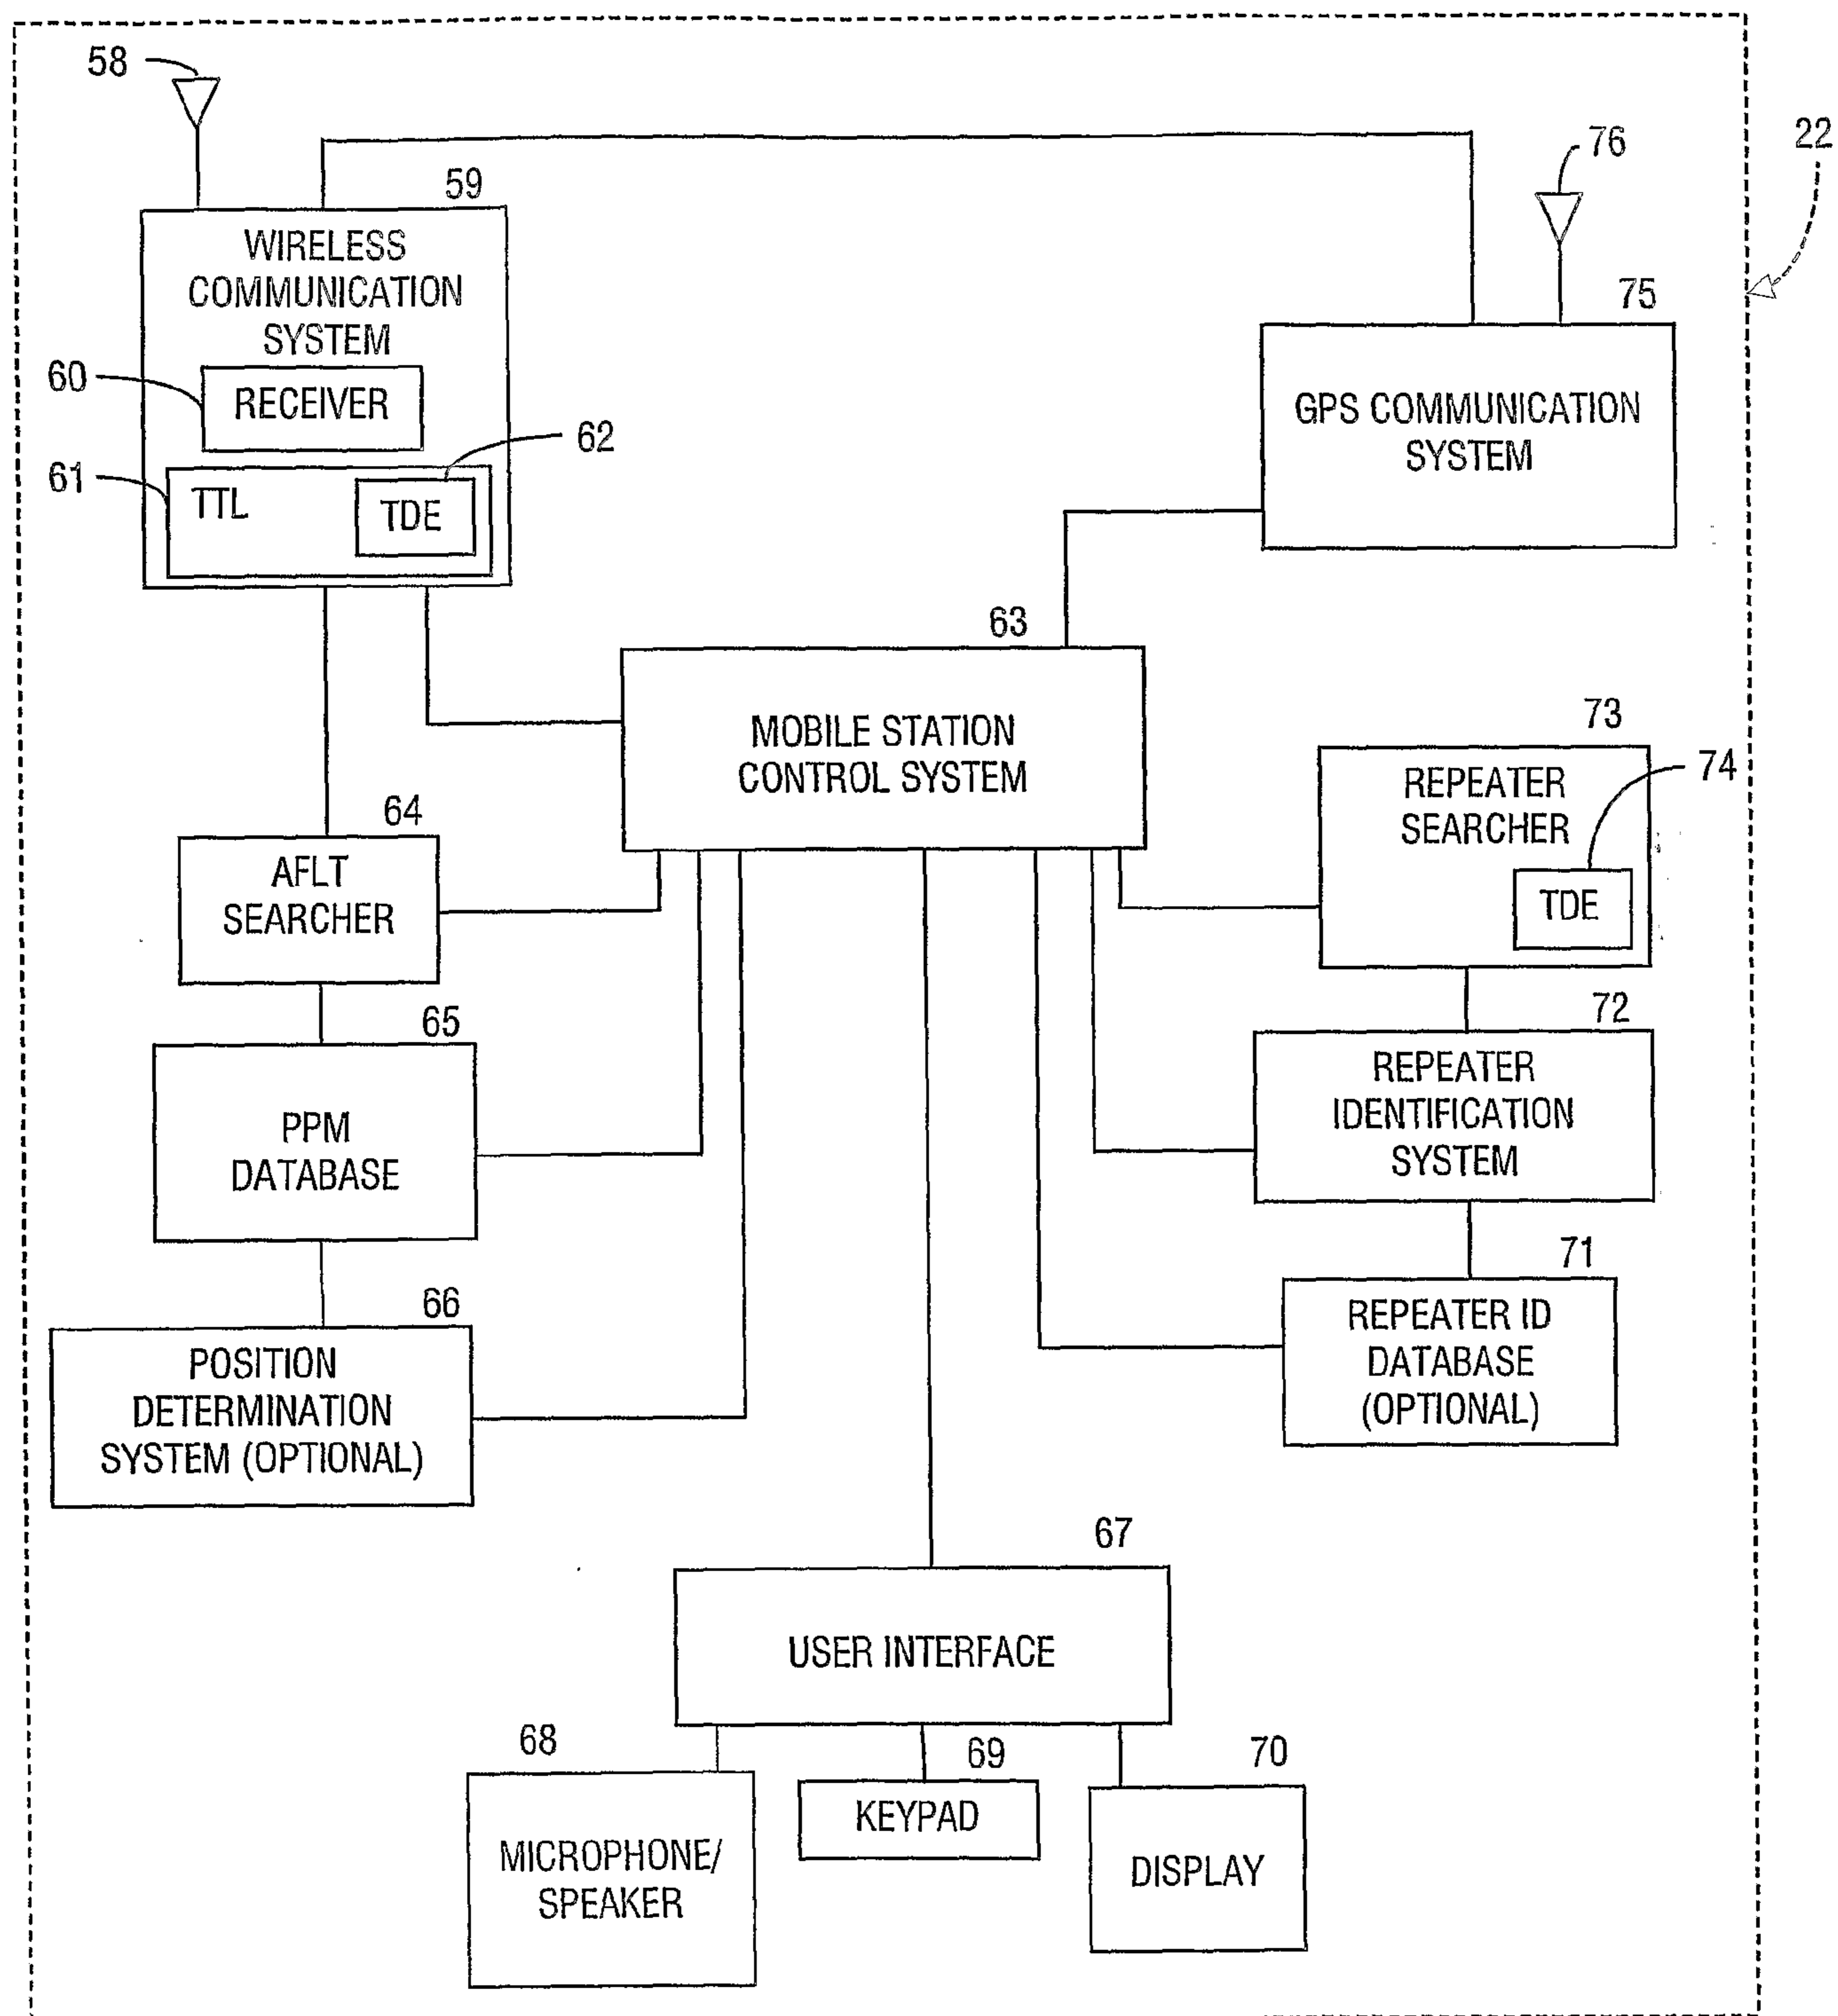 58
22
76
59
WIRELESS
COMMUNICATION
SYSTEM
60
RECEIVER
62
61
TTL
TDE
75
GPS COMMUNICATION
SYSTEM
63
MOBILE STATION
CONTROL SYSTEM
73
REPEATER
SEARCHER
74
TDE
64
AFLT
SEARCHER
65
PPM
DATABASE
72
REPEATER
IDENTIFICATION
SYSTEM
66
POSITION
DETERMINATION
SYSTEM (OPTIONAL)
71
REPEATER ID
DATABASE
(OPTIONAL)
67
USER INTERFACE
68
MICROPHONE/
SPEAKER
69
KEYPAD
70
DISPLAY